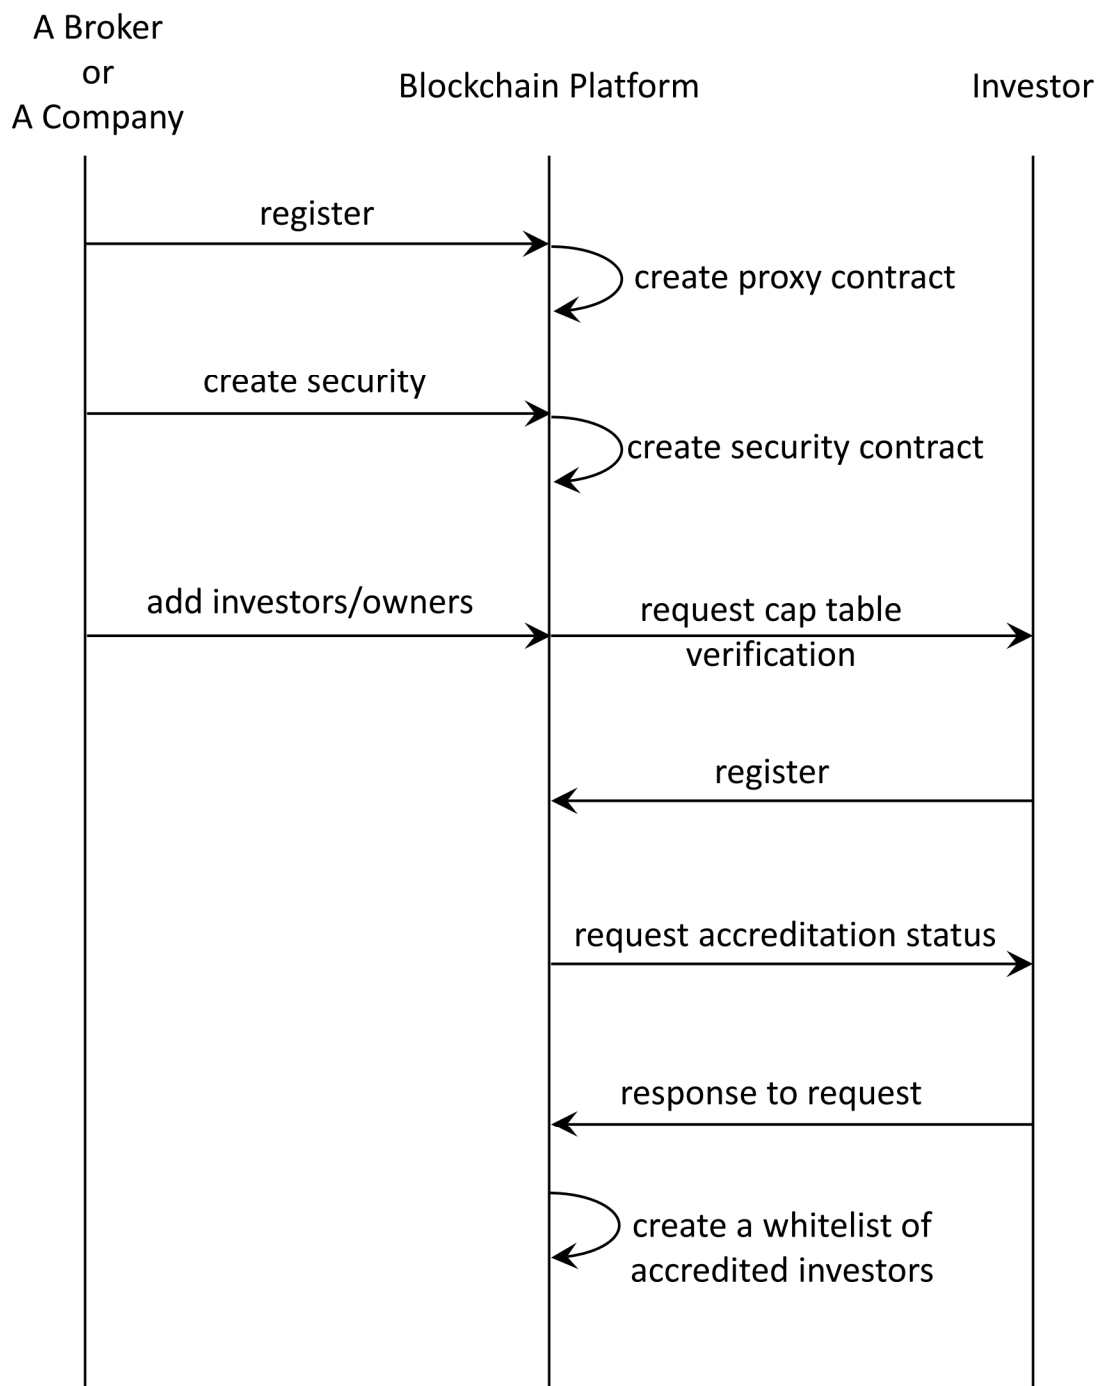 A Broker
or
A Company
Blockchain Platform
Investor
register
create proxy contract
create security
create security contract
add investors/owners
request cap table
verification
register
request accreditation status
response to request
create a whitelist of
accredited investors